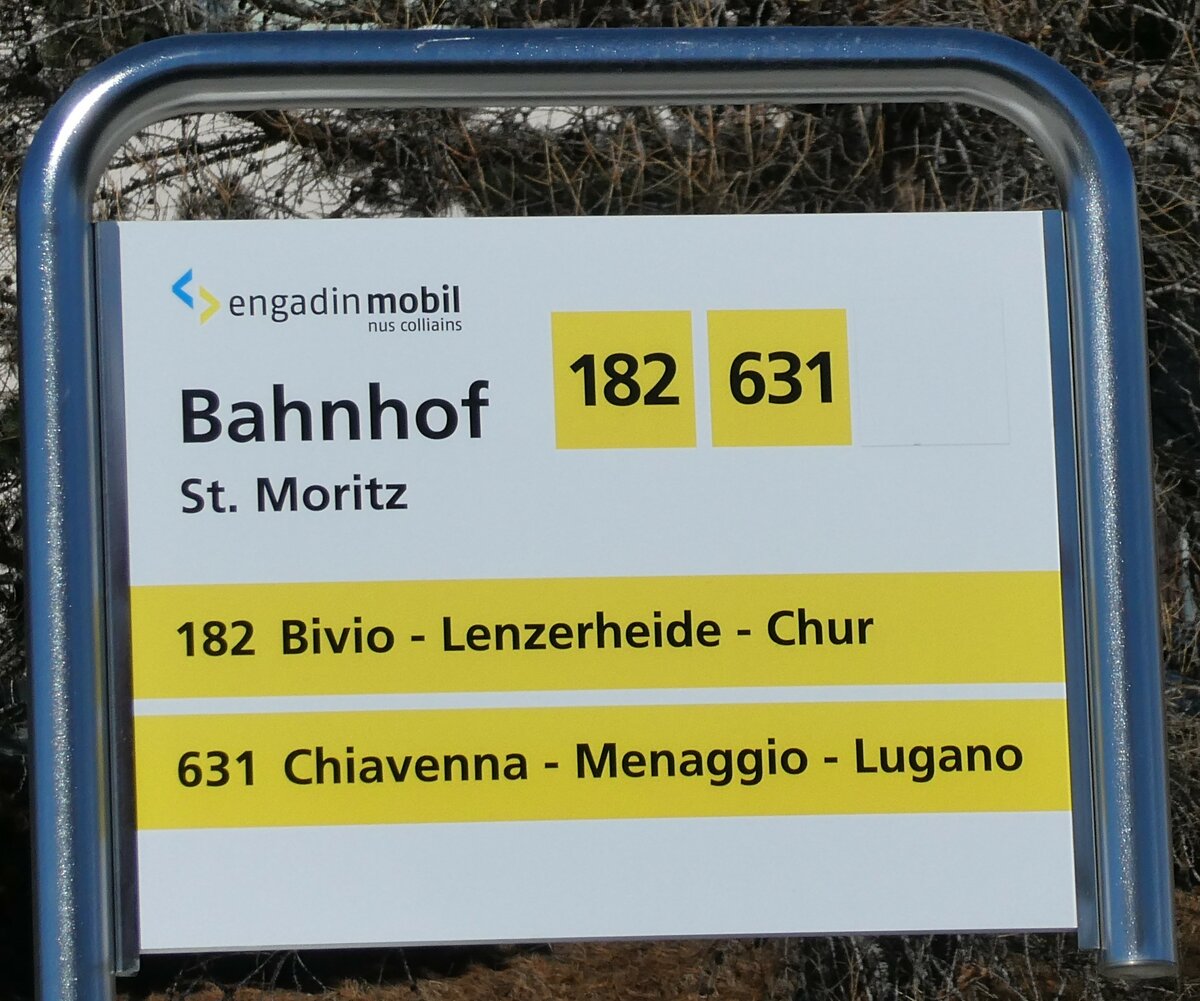 engadinmobil
nus colliains
182 631
Bahnhof
St. Moritz
182 Bivio - Lenzerheide - Chur
631 Chiavenna - Menaggio - Lugano